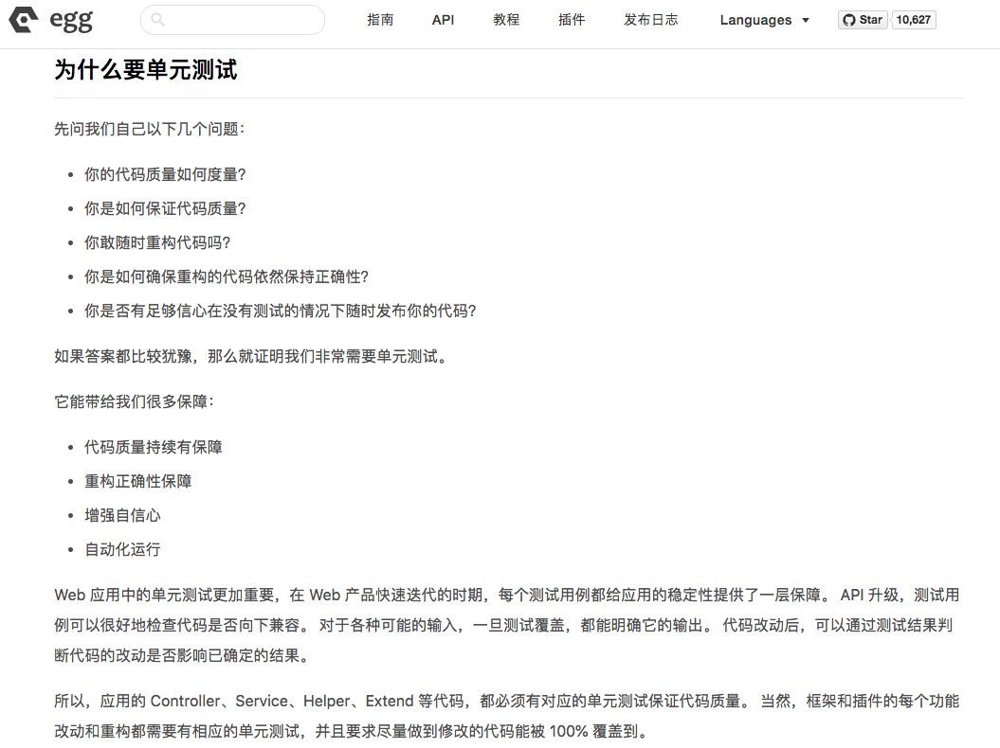 egg
指南 API 教程 插件 发布日志 Languages Star 10,627
为什么要单元测试
先问我们自己以下几个问题：
你的代码质量如何度量？
你是如何保证代码质量？
你敢随时重构代码吗？
你是如何确保重构的代码依然保持正确性？
你是否有足够信心在没有测试的情况下随时发布你的代码？
如果答案都比较犹豫，那么就证明我们非常需要单元测试。
它能带给我们很多保障：
代码质量持续有保障
重构正确性保障
增强自信心
自动化运行
Web 应用中的单元测试更加重要，在 Web 产品快速迭代的时期，每个测试用例都给应用的稳定性提供了一层保障。 API 升级，测试用
例可以很好地检查代码是否向下兼容。 对于各种可能的输入，一旦测试覆盖，都能明确它的输出。 代码改动后，可以通过测试结果判
断代码的改动是否影响已确定的结果。
所以，应用的 Controller、Service、Helper、Extend 等代码，都必须有对应的单元测试保证代码质量。 当然，框架和插件的每个功能
改动和重构都需要有相应的单元测试，并且要求尽量做到修改的代码能被 100% 覆盖到。